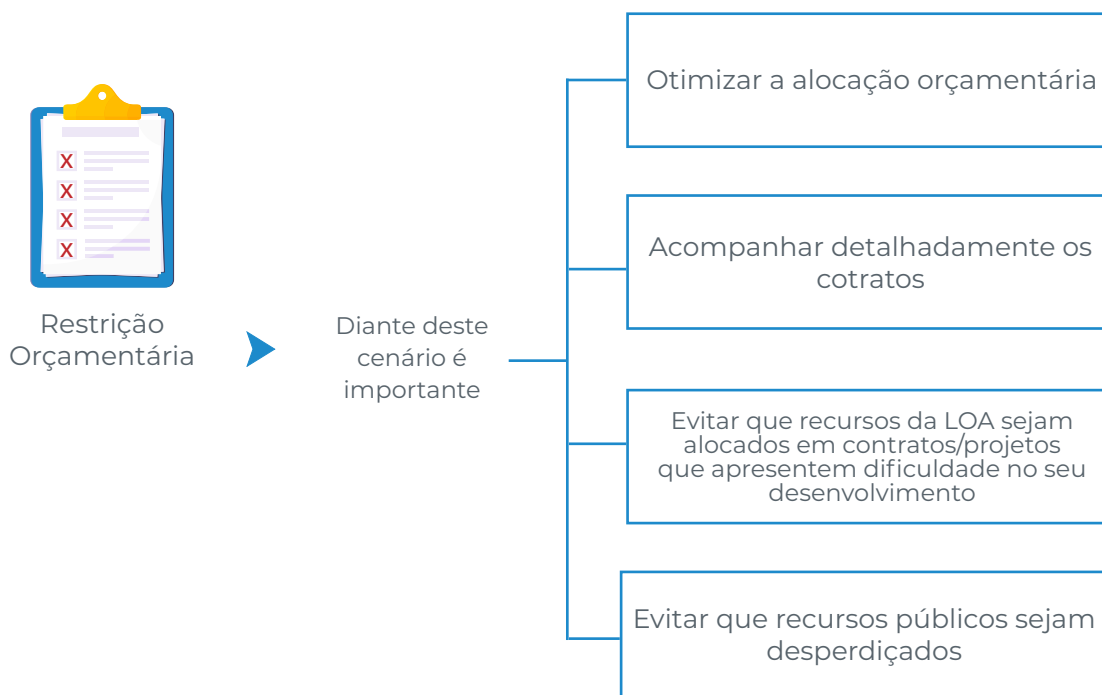 Restrição
Orçamentária
Diante deste
cenário é
importante
Otimizar a alocação orçamentária
Acompanhar detalhadamente os
cotratos
Evitar que recursos da LOA sejam
alocados em contratos/projetos
que apresentem dificuldade no seu
desenvolvimento
Evitar que recursos públicos sejam
desperdiçados
X
X
X
X